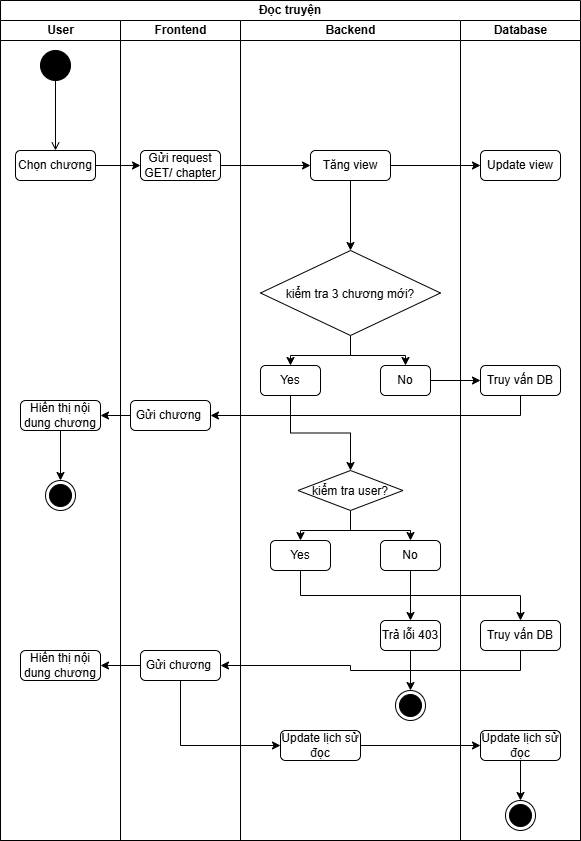 Đọc truyện
User
Frontend
Backend
Database
Chọn chương
Gửi request
GET/ chapter
Tăng view
Update view
kiểm tra 3 chương mới?
Yes
No
Truy vấn DB
Hiển thị nội
dung chương
Gửi chương
kiểm tra user?
Yes
No
Trả lỗi 403
Truy vấn DB
Hiển thị nội
dung chương
Gửi chương
Update lịch sử
đọc
Update lịch sử
đọc